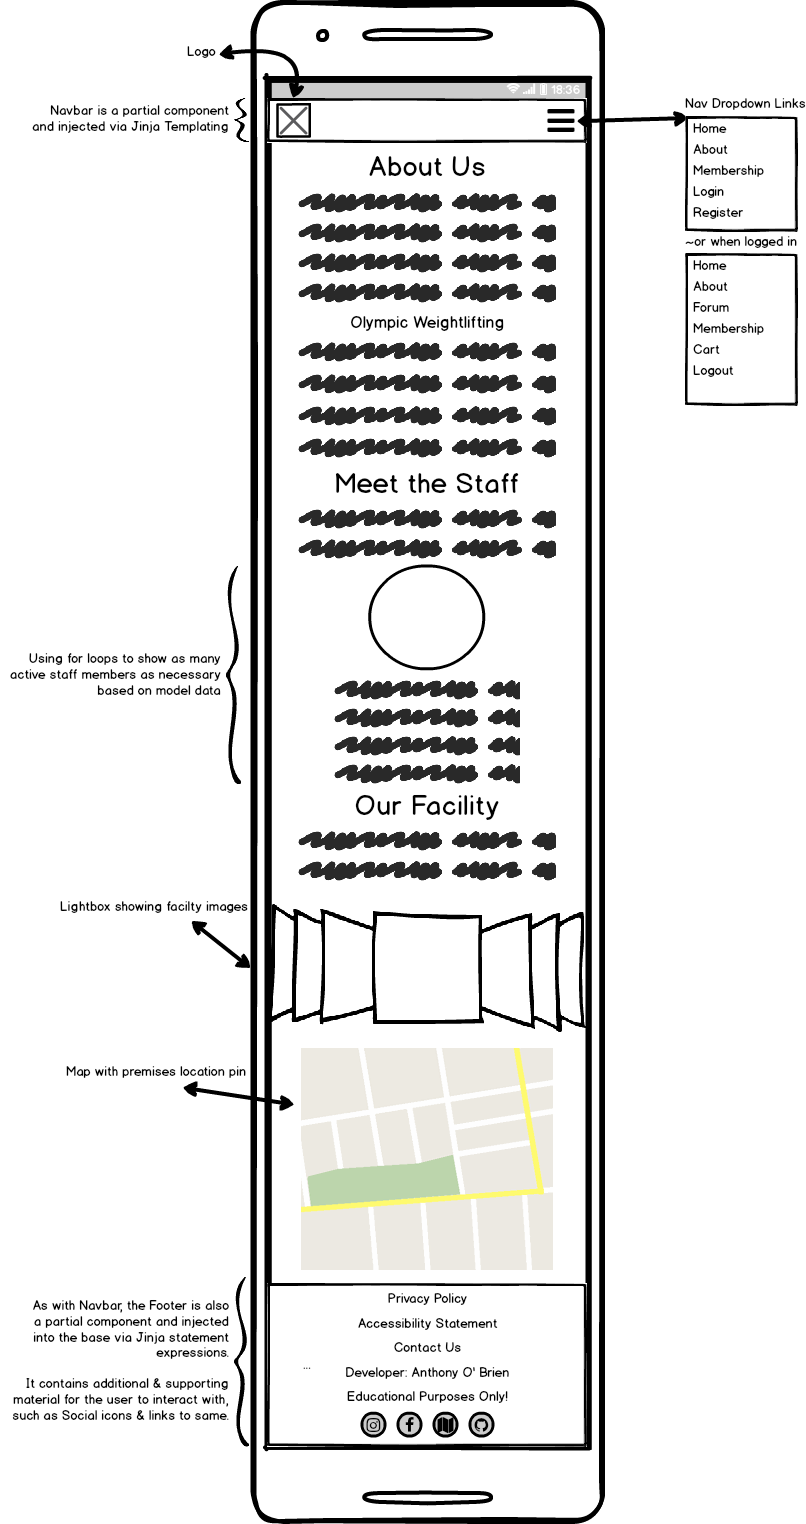 Logo
18:36
Navbar is a partial component
and injected via Jinja Templating
Nav Dropdown Links
Home
About
Membership
Login
Register
~or when logged in
Home
About
Forum
Membership
Cart
Logout
About Us
Olympic Weightlifting
Meet the Staff
Using for loops to show as many
active staff members as necessary
based on model data
Our Facility
Lightbox showing facilty images
Map with premises location pin
As with Navbar, the Footer is also
a partial component and injected
into the base via Jinja statement
expressions.
It contains additional & supporting
material for the user to interact with,
such as Social icons & links to same.
Privacy Policy
Accessibility Statement
Contact Us
...
Developer: Anthony O' Brien
Educational Purposes Only!